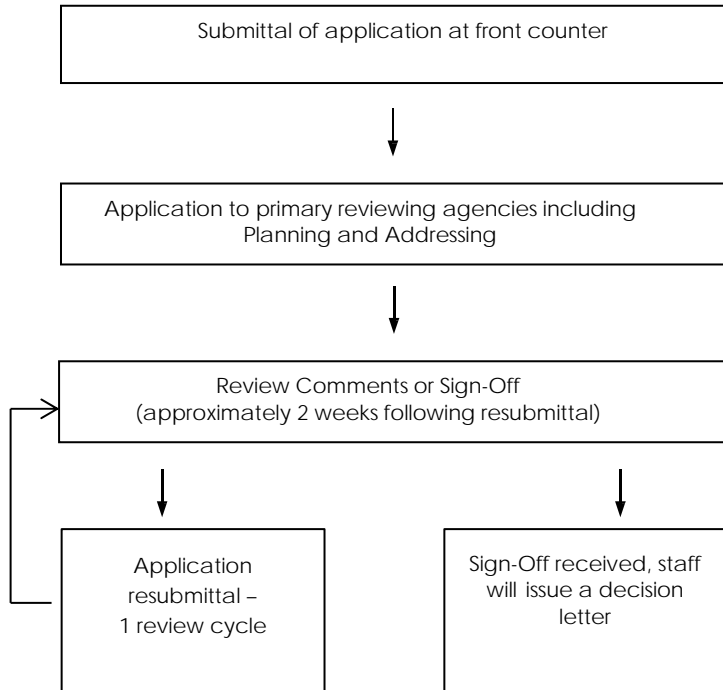 Submittal of application at front counter
Application to primary reviewing agencies including
Planning and Addressing
Review Comments or Sign-Off
(approximately 2 weeks following resubmittal)
Application
resubmittal –
1 review cycle
Sign-Off received, staff
will issue a decision
letter